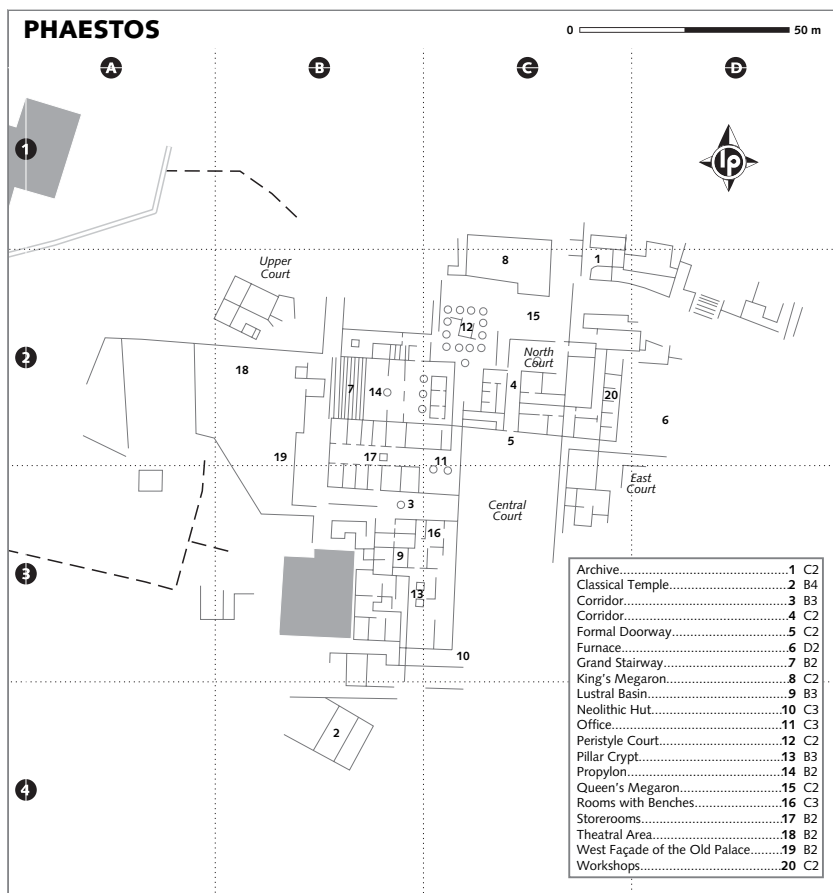 PHAESTOS
0 50 m
A B C D
1
lp
Upper
Court
8
1
12
15
2
18
North
Court
7
14
4
20
5
6
19
17
11
East
Court
3
Central
Court
16
3
9
13
10
2
4
Archive 1 C2
Classical Temple 2 B4
Corridor 3 B3
Corridor 4 C2
Formal Doorway 5 C2
Furnace 6 D2
Grand Stairway 7 B2
King's Megaron 8 C2
Lustral Basin 9 B3
Neolithic Hut 10 C3
Office 11 C3
Peristyle Court 12 C2
Pillar Crypt 13 B3
Propylon 14 B2
Queen's Megaron 15 C2
Rooms with Benches 16 C3
Storerooms 17 B2
Theatral Area 18 B2
West Façade of the Old Palace 19 B2
Workshops 20 C2